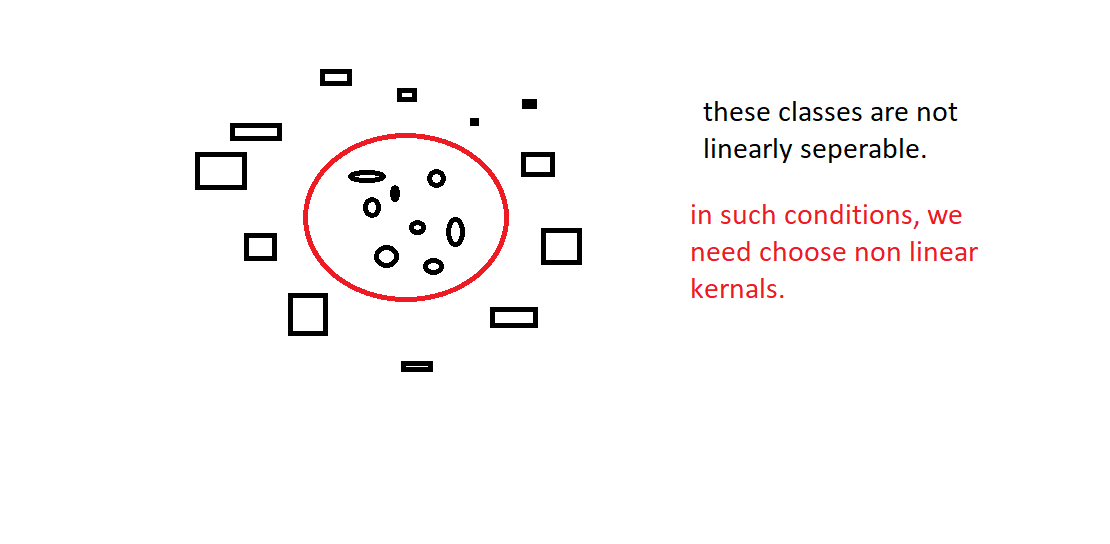 these classes are not
linearly seperable.
in such conditions, we
need choose non linear
kernals.